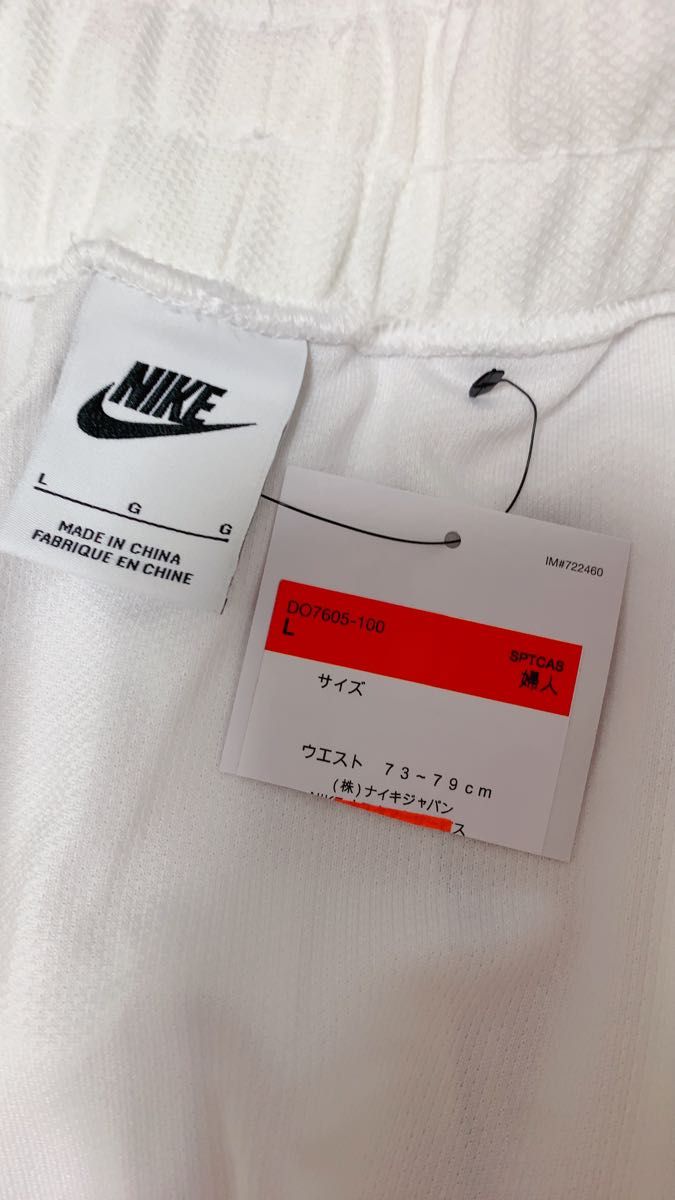 NIKE
L G G
MADE IN CHINA
FABRIQUE EN CHINE
IM#722460
DO7605-100
L
SPTCAS
サイズ
婦人
ウエスト 73~79cm
(株)ナイキジャパン
ス